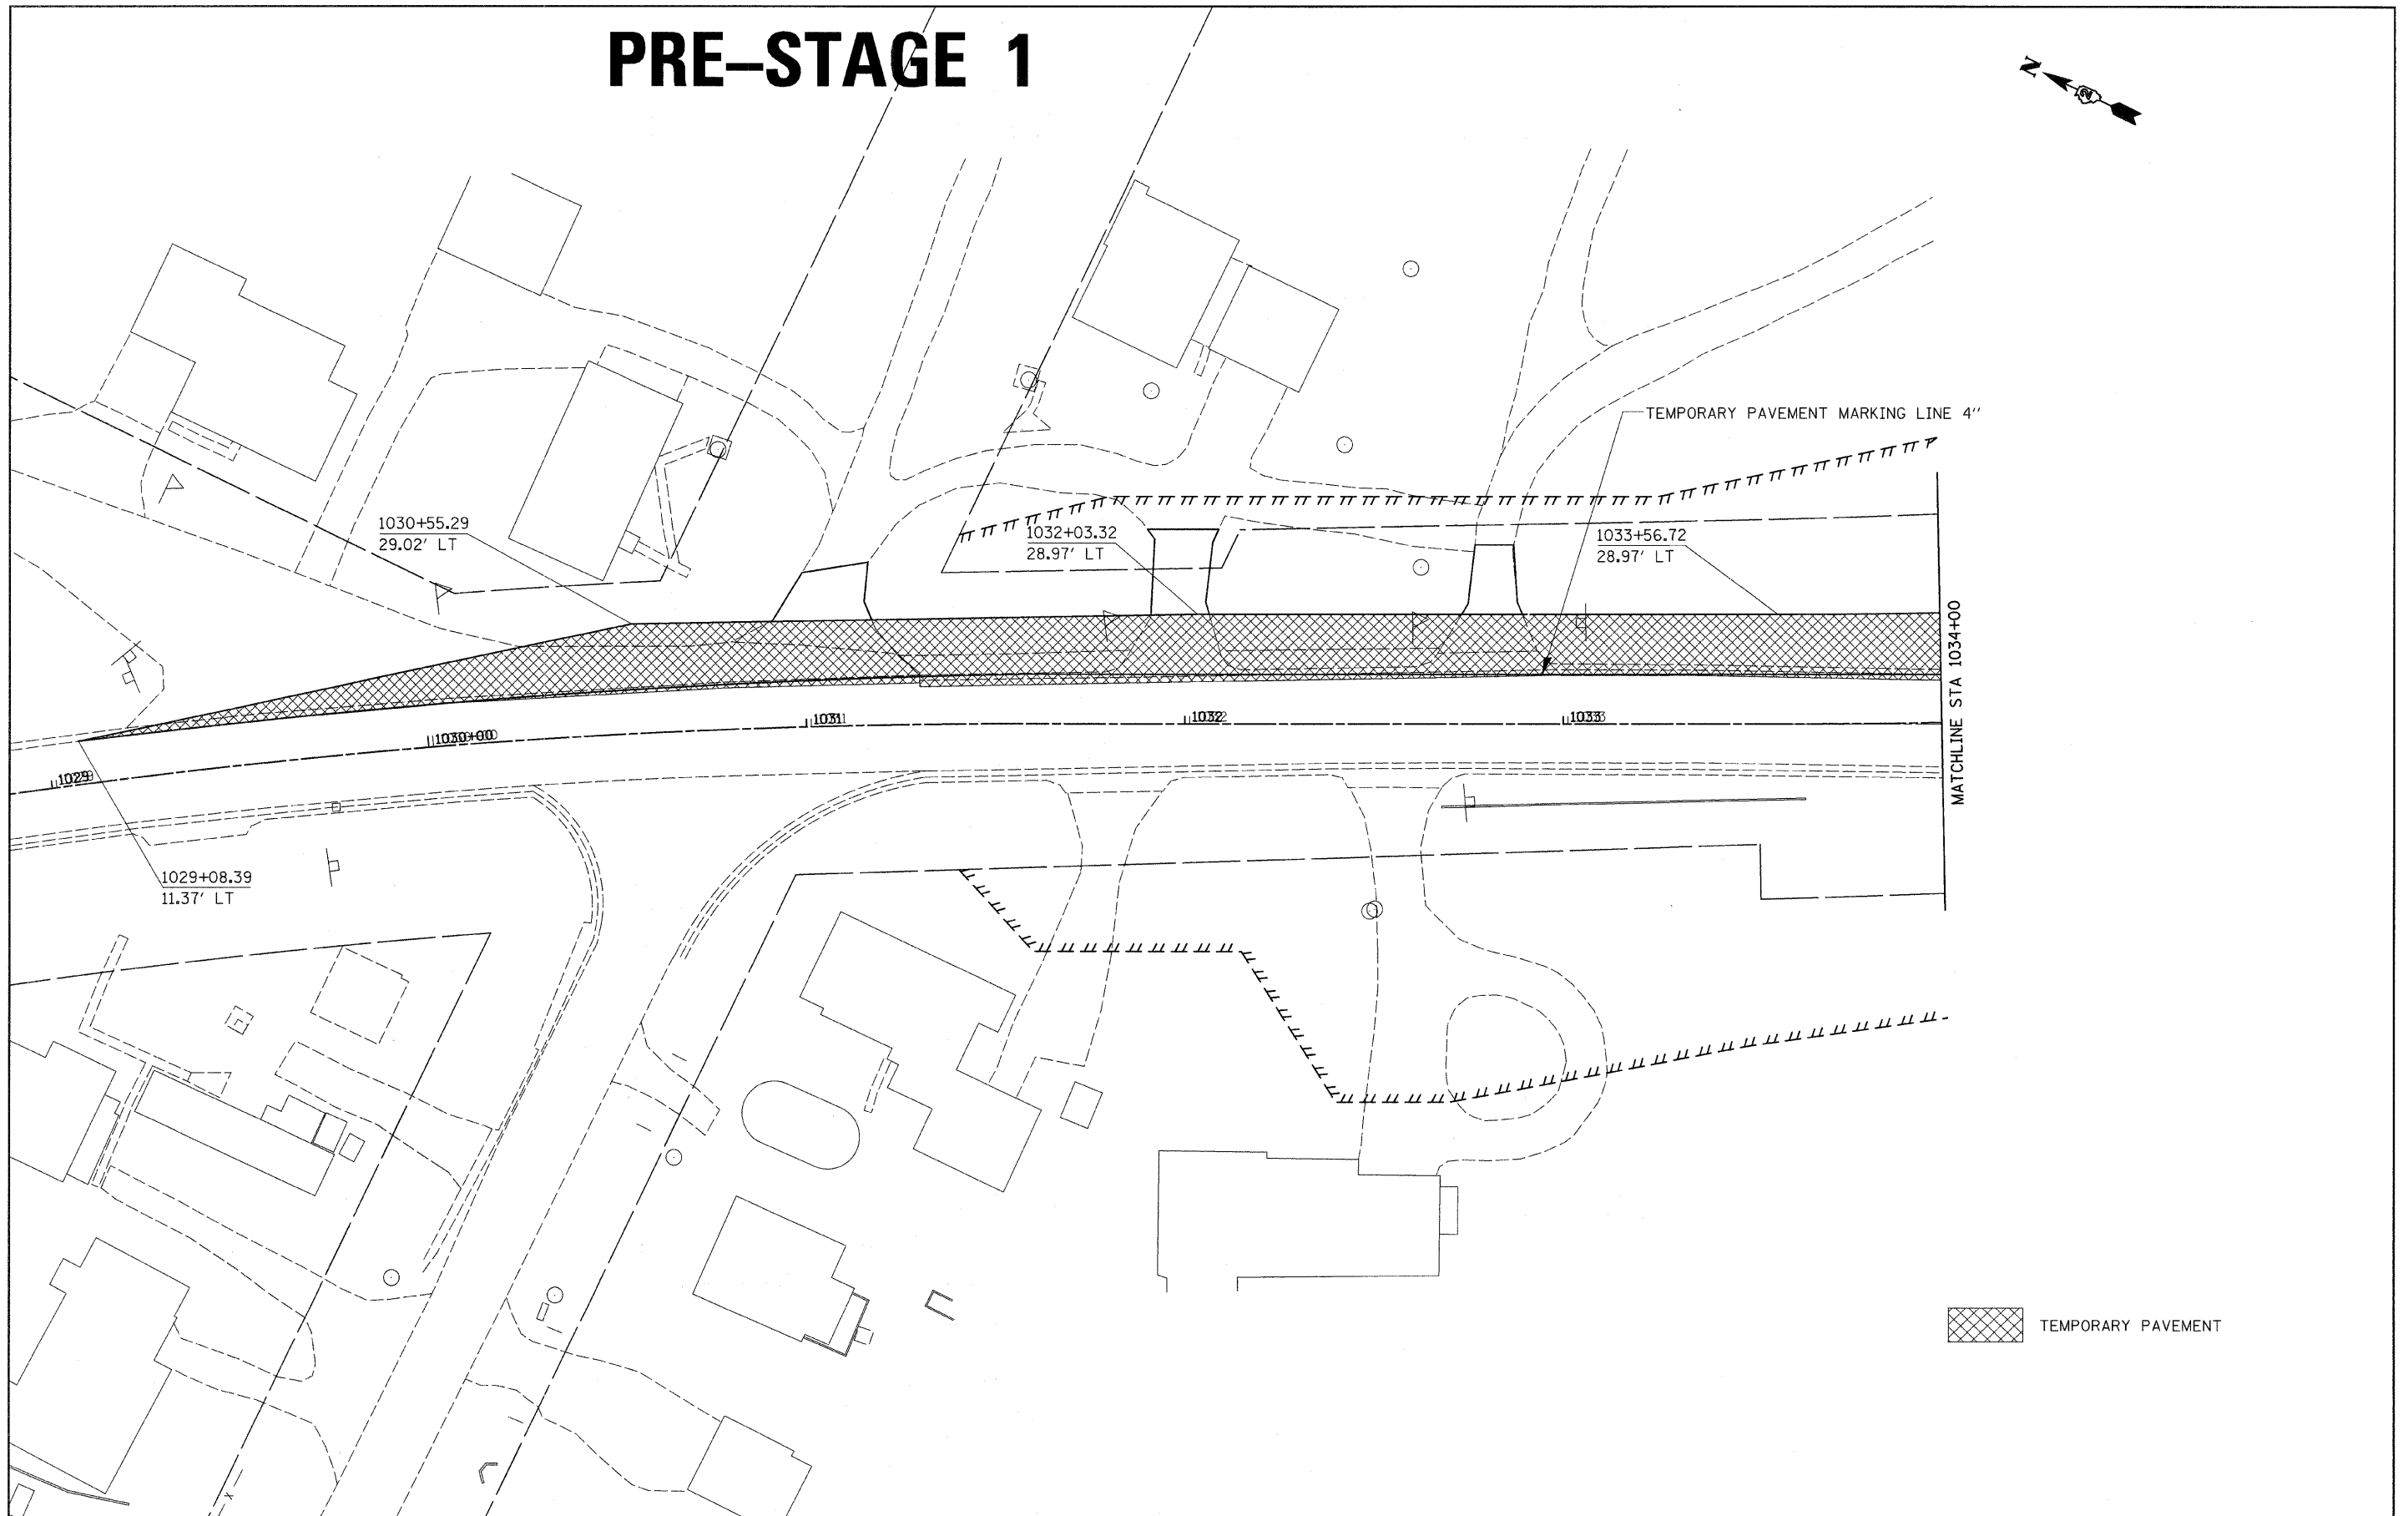 PRE–STAGE 1
N
2
TEMPORARY PAVEMENT MARKING LINE 4''
1030+55.29
29.02' LT
1032+03.32
28.97' LT
1033+56.72
28.97' LT
MATCHLINE STA 1034+00
1029
1030+00
1031
1032
1033
1029+08.39
11.37' LT
TEMPORARY PAVEMENT